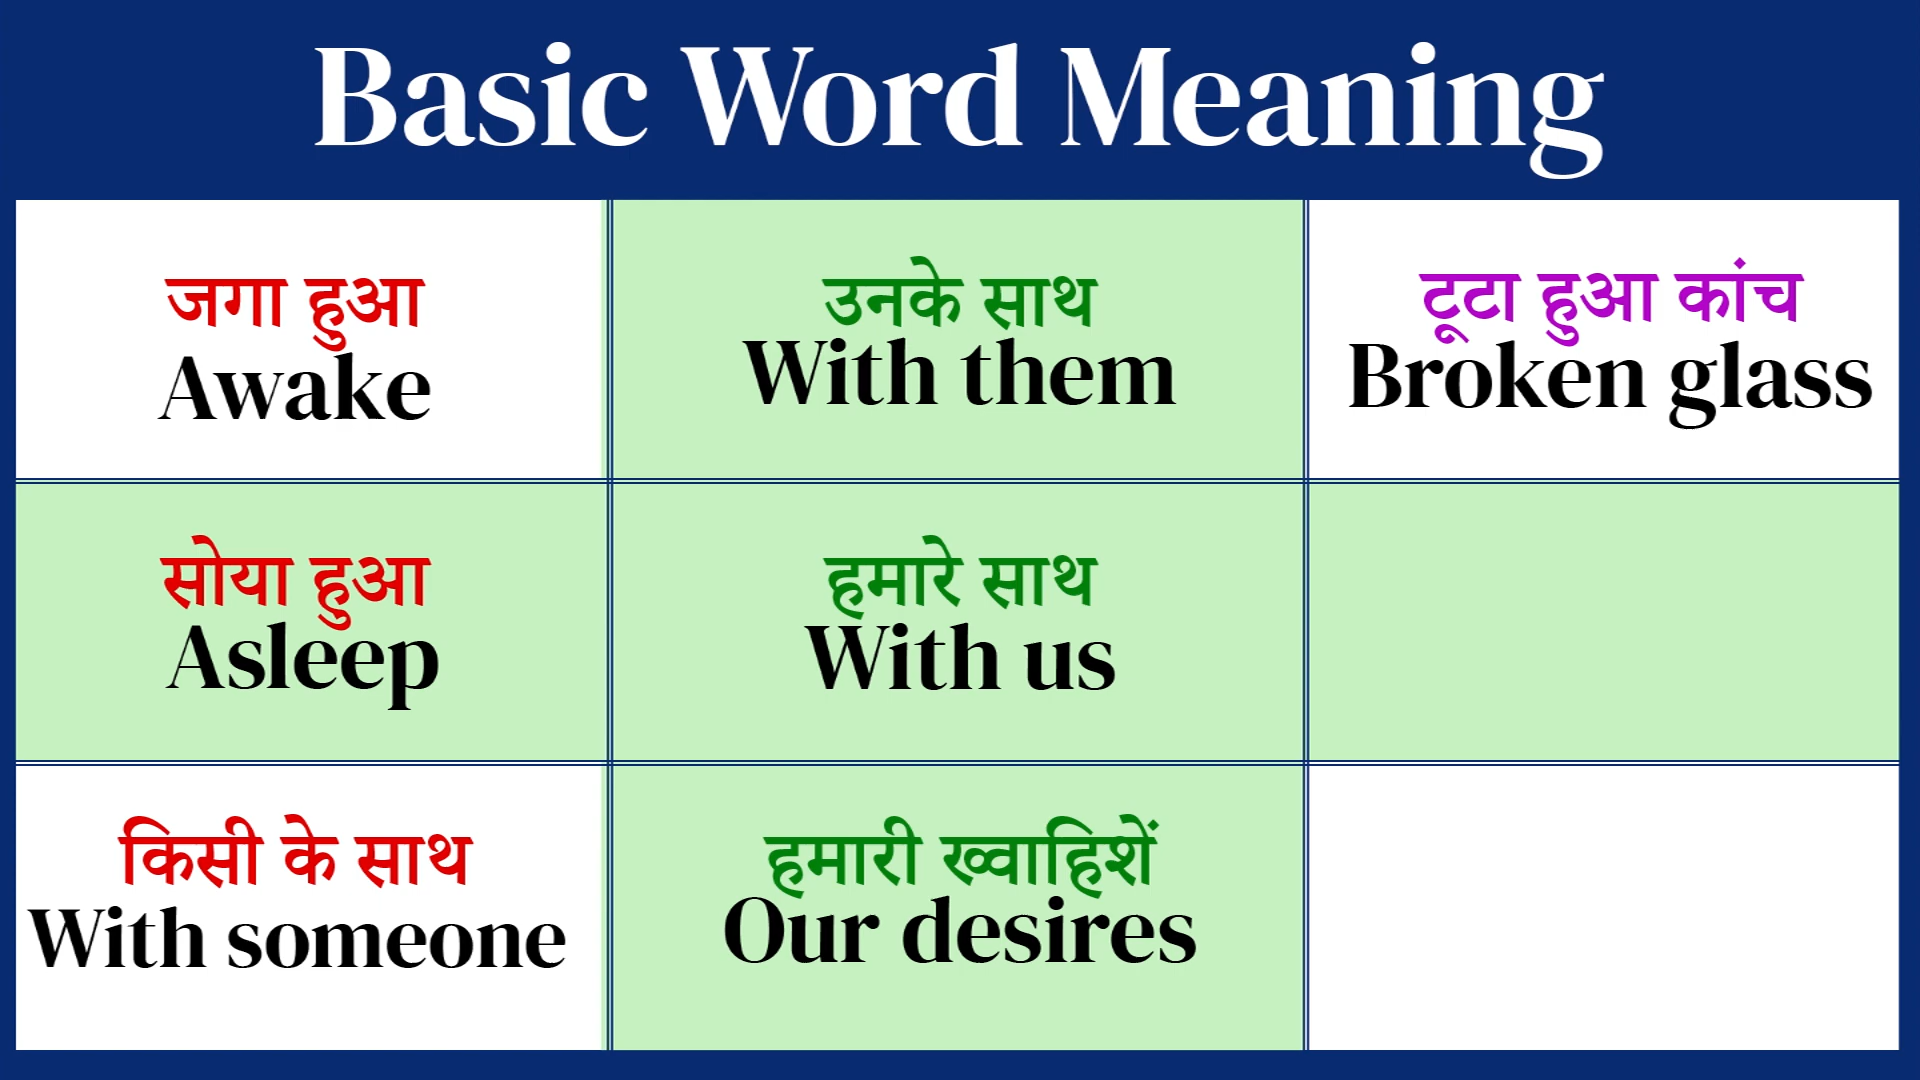 Basic Word Meaning
जगा हुआ
Awake
उनके साथ
With them
टूटा हुआ कांच
Broken glass
सोया हुआ
Asleep
हमारे साथ
With us
किसी के साथ
With someone
हमारी ख्वाहिशें
Our desires